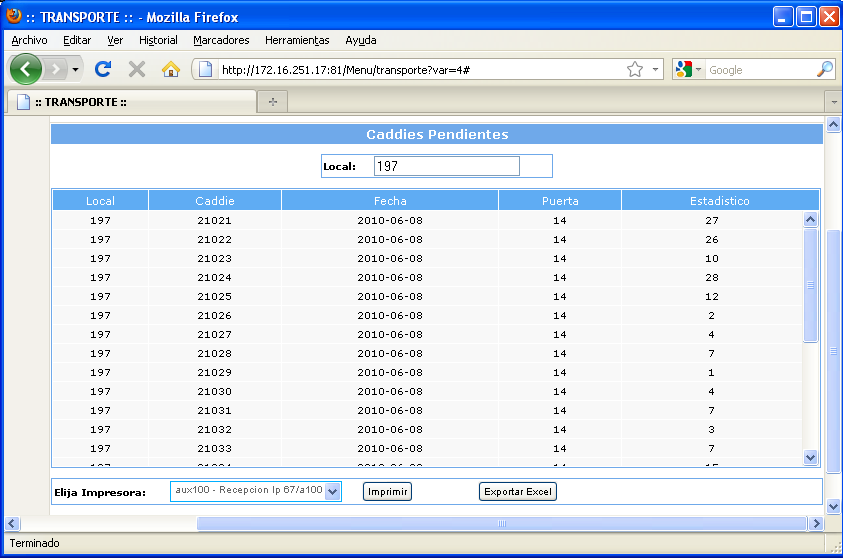 :: TRANSPORTE :: - Mozilla Firefox
Archivo Editar Ver Historial Marcadores Herramientas Ayuda
http://172.16.251.17:81/Menu/transporte?var=4# Google
:: TRANSPORTE ::
Caddies Pendientes
Local: 197
Local Caddie Fecha Puerta Estadistico
197 21021 2010-06-08 14 27
197 21022 2010-06-08 14 26
197 21023 2010-06-08 14 10
197 21024 2010-06-08 14 28
197 21025 2010-06-08 14 12
197 21026 2010-06-08 14 2
197 21027 2010-06-08 14 4
197 21028 2010-06-08 14 7
197 21029 2010-06-08 14 1
197 21030 2010-06-08 14 4
197 21031 2010-06-08 14 7
197 21032 2010-06-08 14 3
197 21033 2010-06-08 14 7
Elija Impresora: aux100 - Recepcion Ip 67/a100 Imprimir Exportar Excel
Terminado